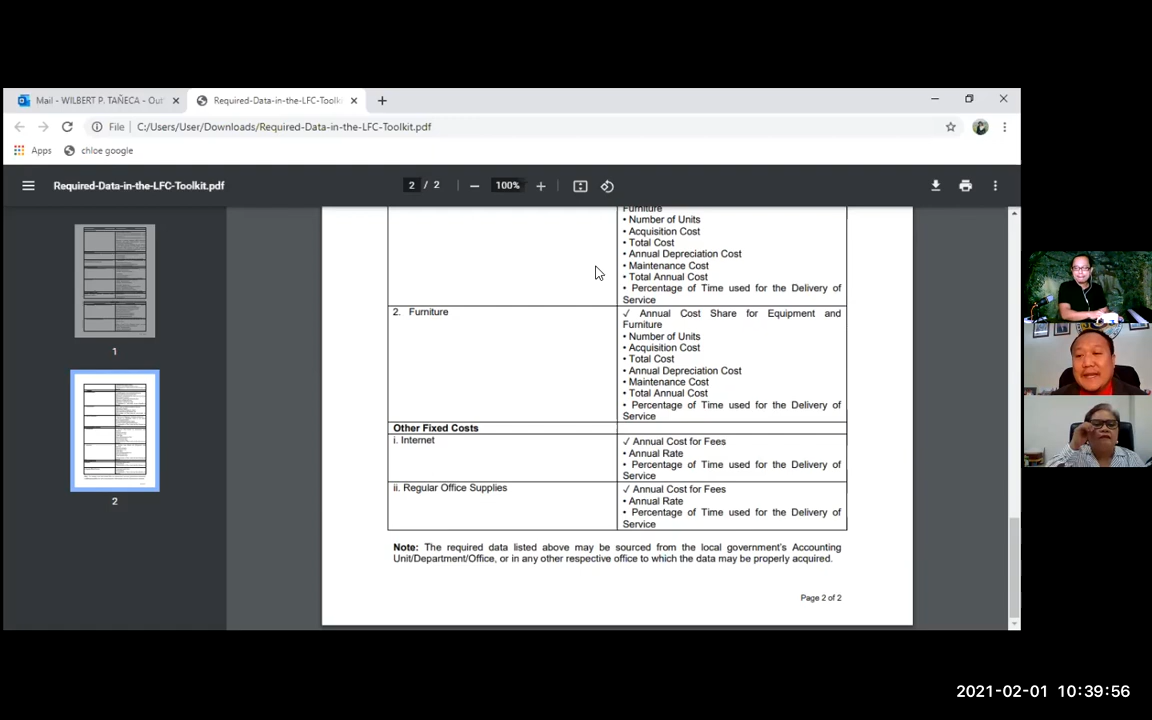 Mail - WILBERT P. TAÑECA - Out
Required-Data-in-the-LFC-Toolk
File C:/Users/User/Downloads/Required-Data-in-the-LFC-Toolkit.pdf
Apps chloe google
Required-Data-in-the-LFC-Toolkit.pdf 2 / 2 100%
1
2
Furniture
• Number of Units
• Acquisition Cost
• Total Cost
• Annual Depreciation Cost
• Maintenance Cost
• Total Annual Cost
• Percentage of Time used for the Delivery of
Service
2. Furniture
✓ Annual Cost Share for Equipment and
Furniture
• Number of Units
• Acquisition Cost
• Total Cost
• Annual Depreciation Cost
• Maintenance Cost
• Total Annual Cost
• Percentage of Time used for the Delivery of
Service
Other Fixed Costs
i. Internet
✓ Annual Cost for Fees
• Annual Rate
• Percentage of Time used for the Delivery of
Service
ii. Regular Office Supplies
✓ Annual Cost for Fees
• Annual Rate
• Percentage of Time used for the Delivery of
Service
Note: The required data listed above may be sourced from the local government's Accounting
Unit/Department/Office, or in any other respective office to which the data may be properly acquired.
Page 2 of 2
2021-02-01 10:39:56